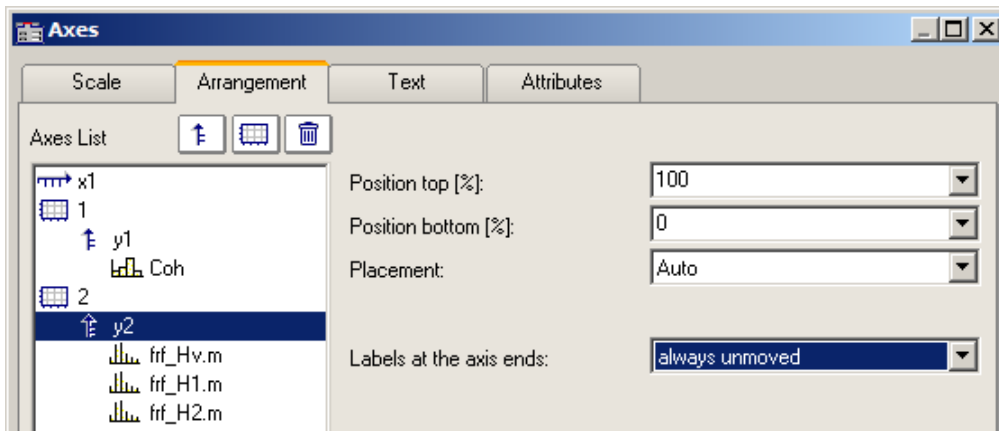 Axes
Scale Arrangement Text Attributes
Axes List
x1
1
y1
Coh
2
y2
frf_Hv.m
frf_H1.m
frf_H2.m
Position top [%]: 100
Position bottom [%]: 0
Placement: Auto
Labels at the axis ends: always unmoved